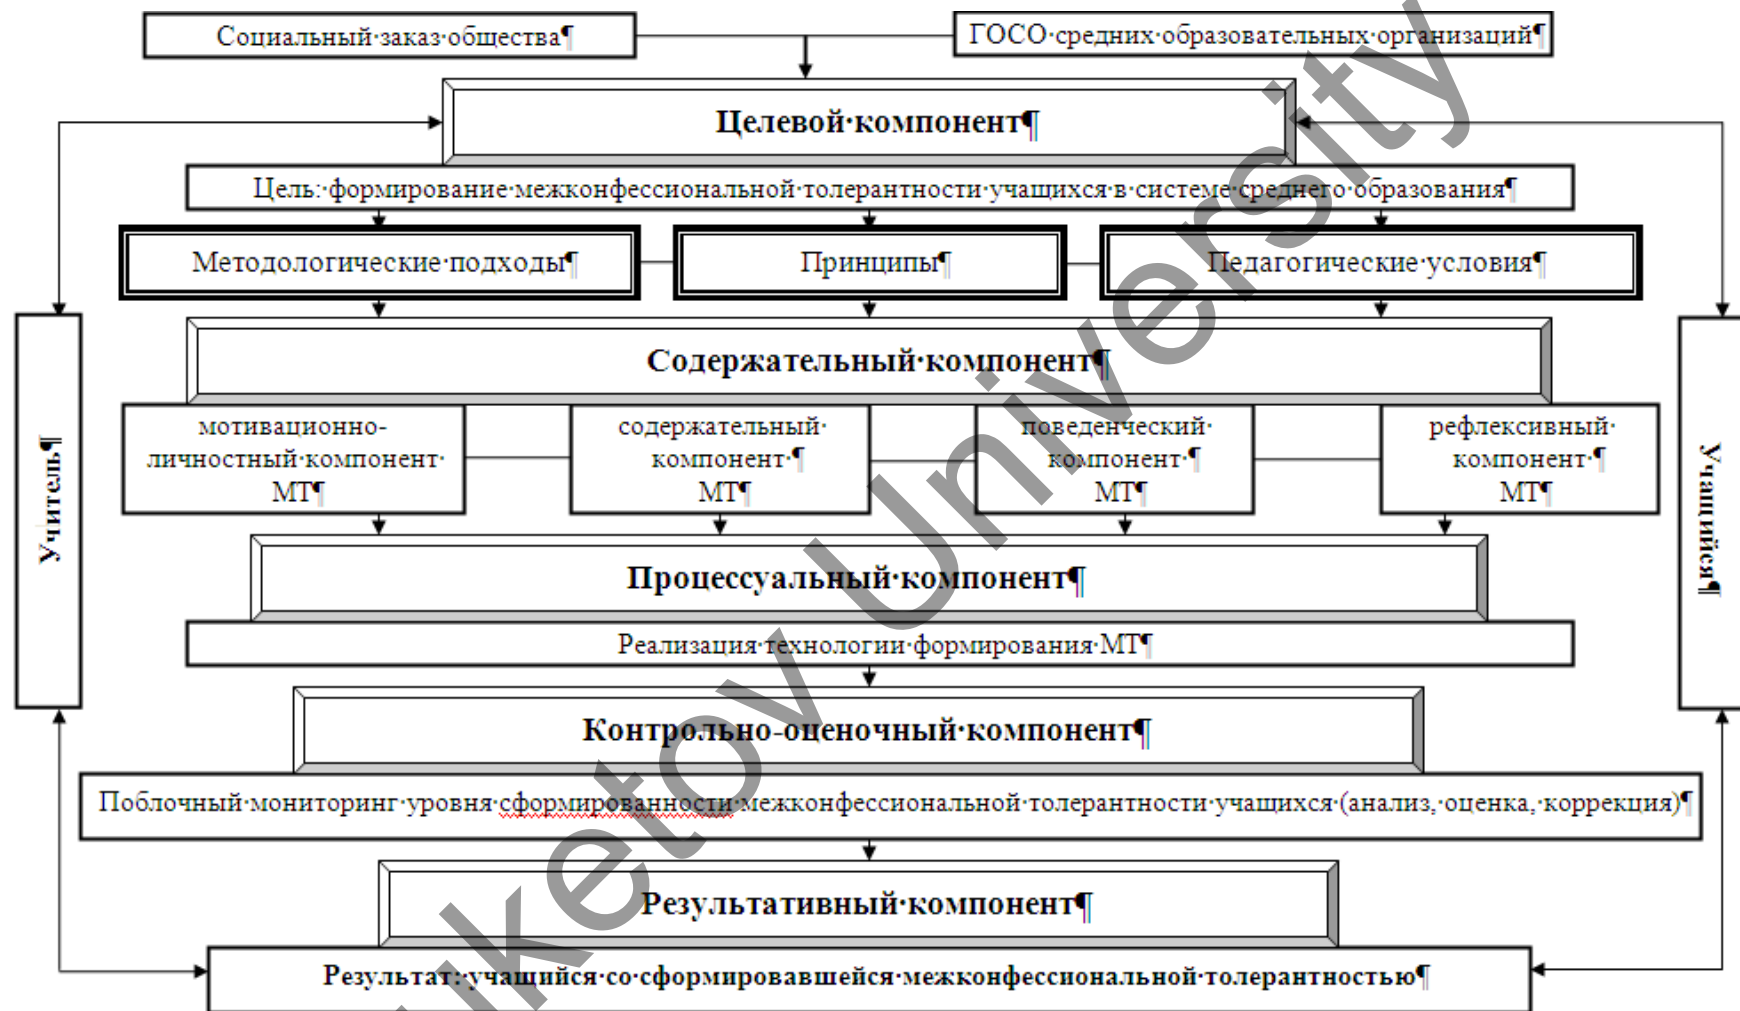 Социальный·заказ·общества¶
ГОСО·средних·образовательных·организаций¶
Целевой·компонент¶
Цель:·формирование·межконфессиональной·толерантности·учащихся·в·системе·среднего·образования¶
Методологические·подходы¶
Принципы¶
Педагогические·условия¶
Содержательный·компонент¶
мотивационно-
личностный·компонент·
МТ¶
содержательный·
компонент·¶
МТ¶
поведенческий·
компонент·¶
МТ¶
рефлексивный·
компонент·¶
МТ¶
Учитель¶
Учащийся¶
Процессуальный·компонент¶
Реализация·технологии·формирования·МТ¶
Контрольно-оценочный·компонент¶
Поблочный·мониторинг·уровня·сформированности·межконфессиональной·толерантности·учащихся·(анализ,·оценка,·коррекция)¶
Результативный·компонент¶
Результат:·учащийся·со·сформировавшейся·межконфессиональной·толерантностью¶
uketov University